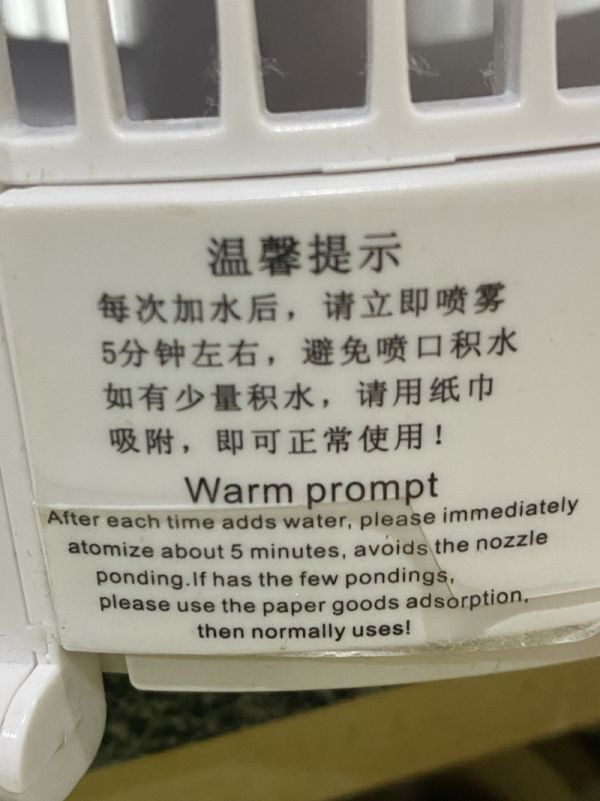 温馨提示
每次加水后，请立即喷雾
5分钟左右，避免喷口积水
如有少量积水，请用纸巾
吸附，即可正常使用！
Warm prompt
After each time adds water, please immediately
atomize about 5 minutes, avoids the nozzle
ponding.If has the few pondings,
please use the paper goods adsorption,
then normally uses!